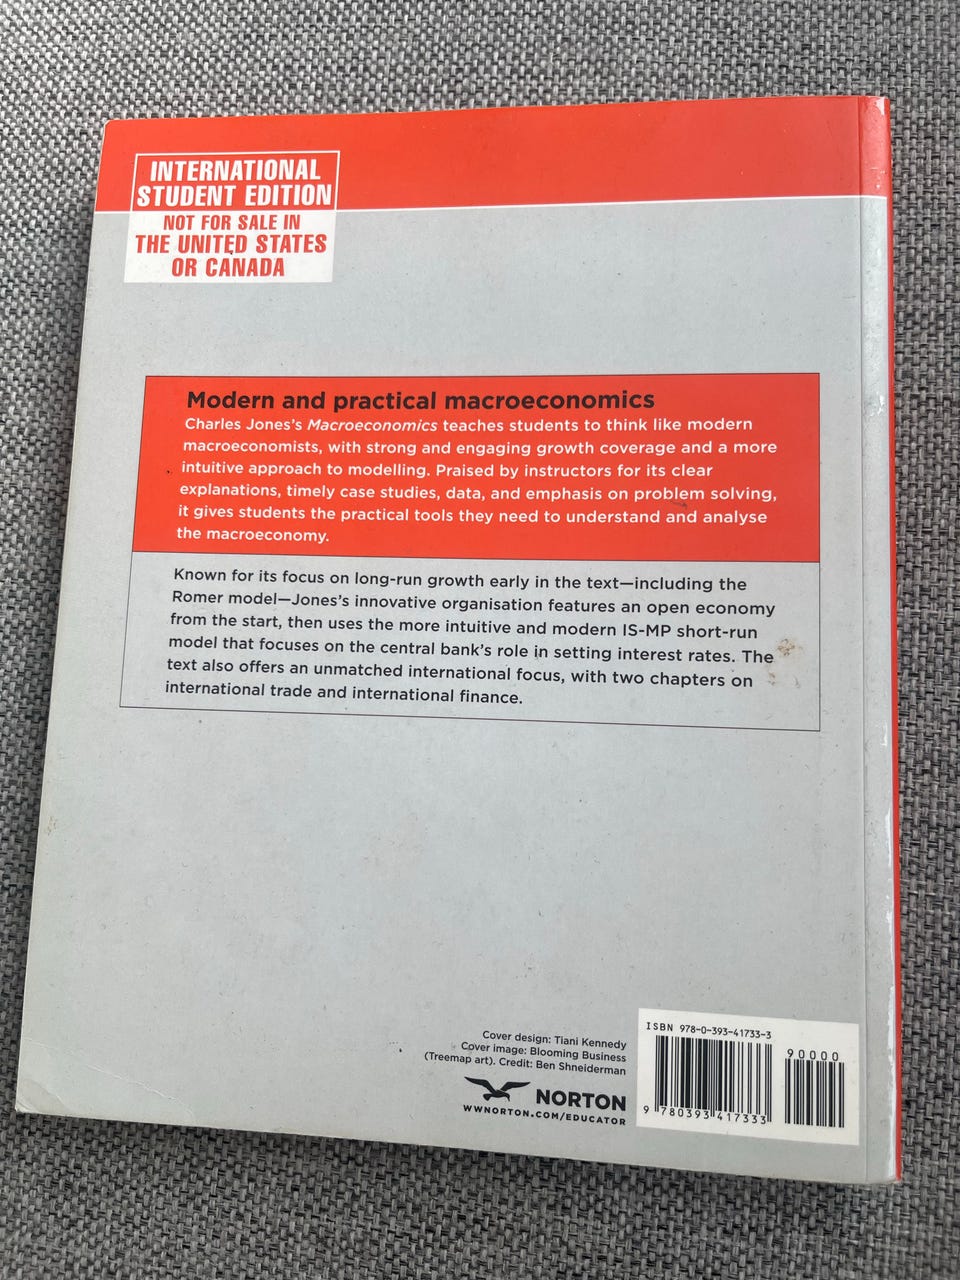 INTERNATIONAL
STUDENT EDITION
NOT FOR SALE IN
THE UNITED STATES
OR CANADA
Modern and practical macroeconomics
Charles Jones's Macroeconomics teaches students to think like modern
macroeconomists, with strong and engaging growth coverage and a more
intuitive approach to modelling. Praised by instructors for its clear
explanations, timely case studies, data, and emphasis on problem solving,
it gives students the practical tools they need to understand and analyse
the macroeconomy.
Known for its focus on long-run growth early in the text—including the
Romer model—Jones's innovative organisation features an open economy
from the start, then uses the more intuitive and modern IS-MP short-run
model that focuses on the central bank's role in setting interest rates. The
text also offers an unmatched international focus, with two chapters on
international trade and international finance.
Cover design: Tiani Kennedy
Cover image: Blooming Business
(Treemap art). Credit: Ben Shneiderman
NORTON
WWNORTON.COM/EDUCATOR
ISBN 978-0-393-41733-3
90000
9 780393 417333